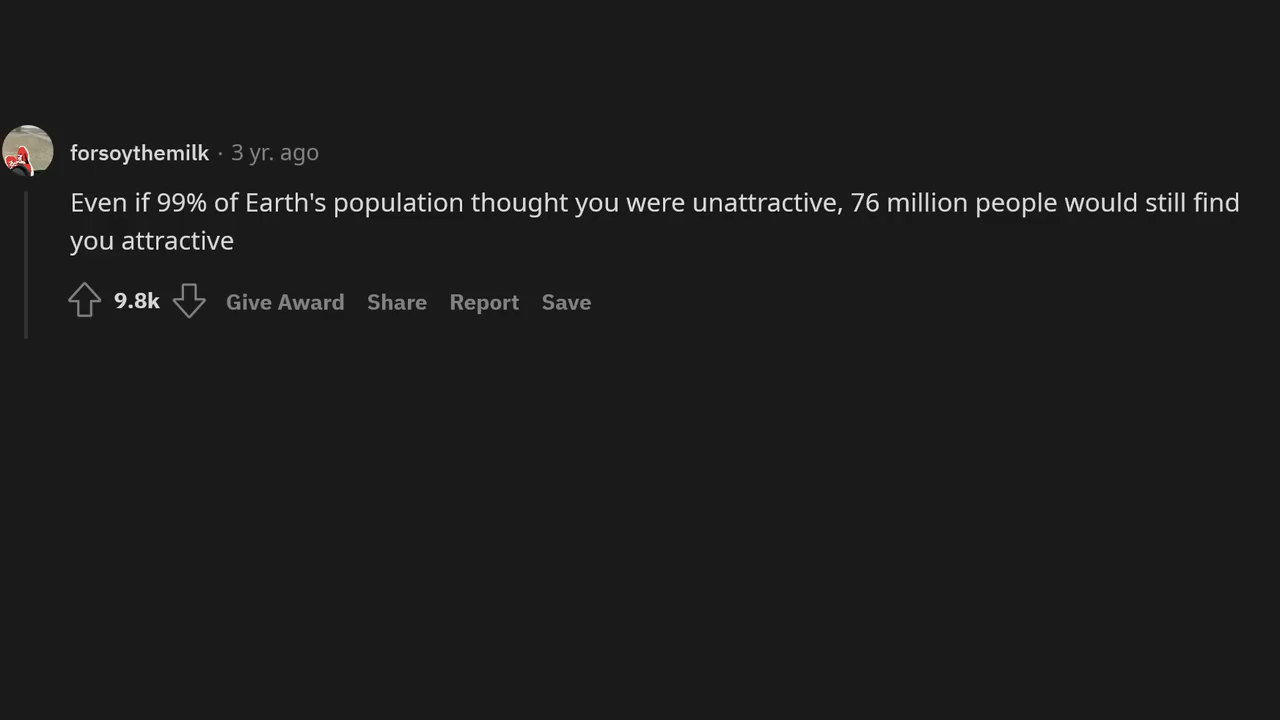 forsoythemilk · 3 yr. ago
Even if 99% of Earth's population thought you were unattractive, 76 million people would still find
you attractive
9.8k Give Award Share Report Save